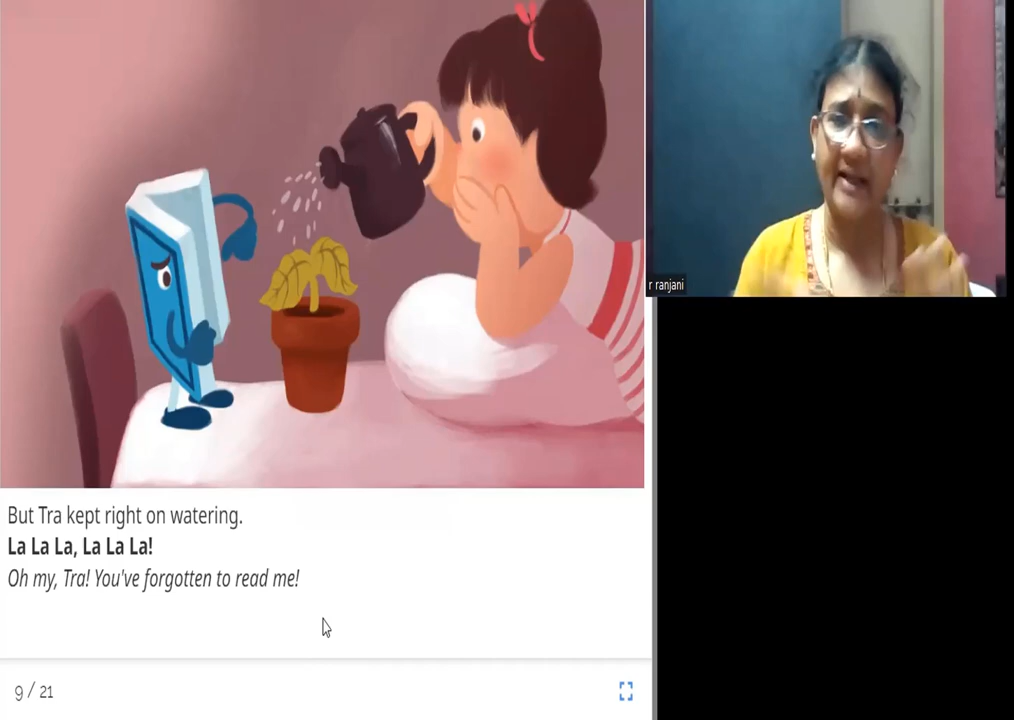 But Tra kept right on watering.
La La La, La La La!
Oh my, Tra! You've forgotten to read me!
9 / 21
r ranjani